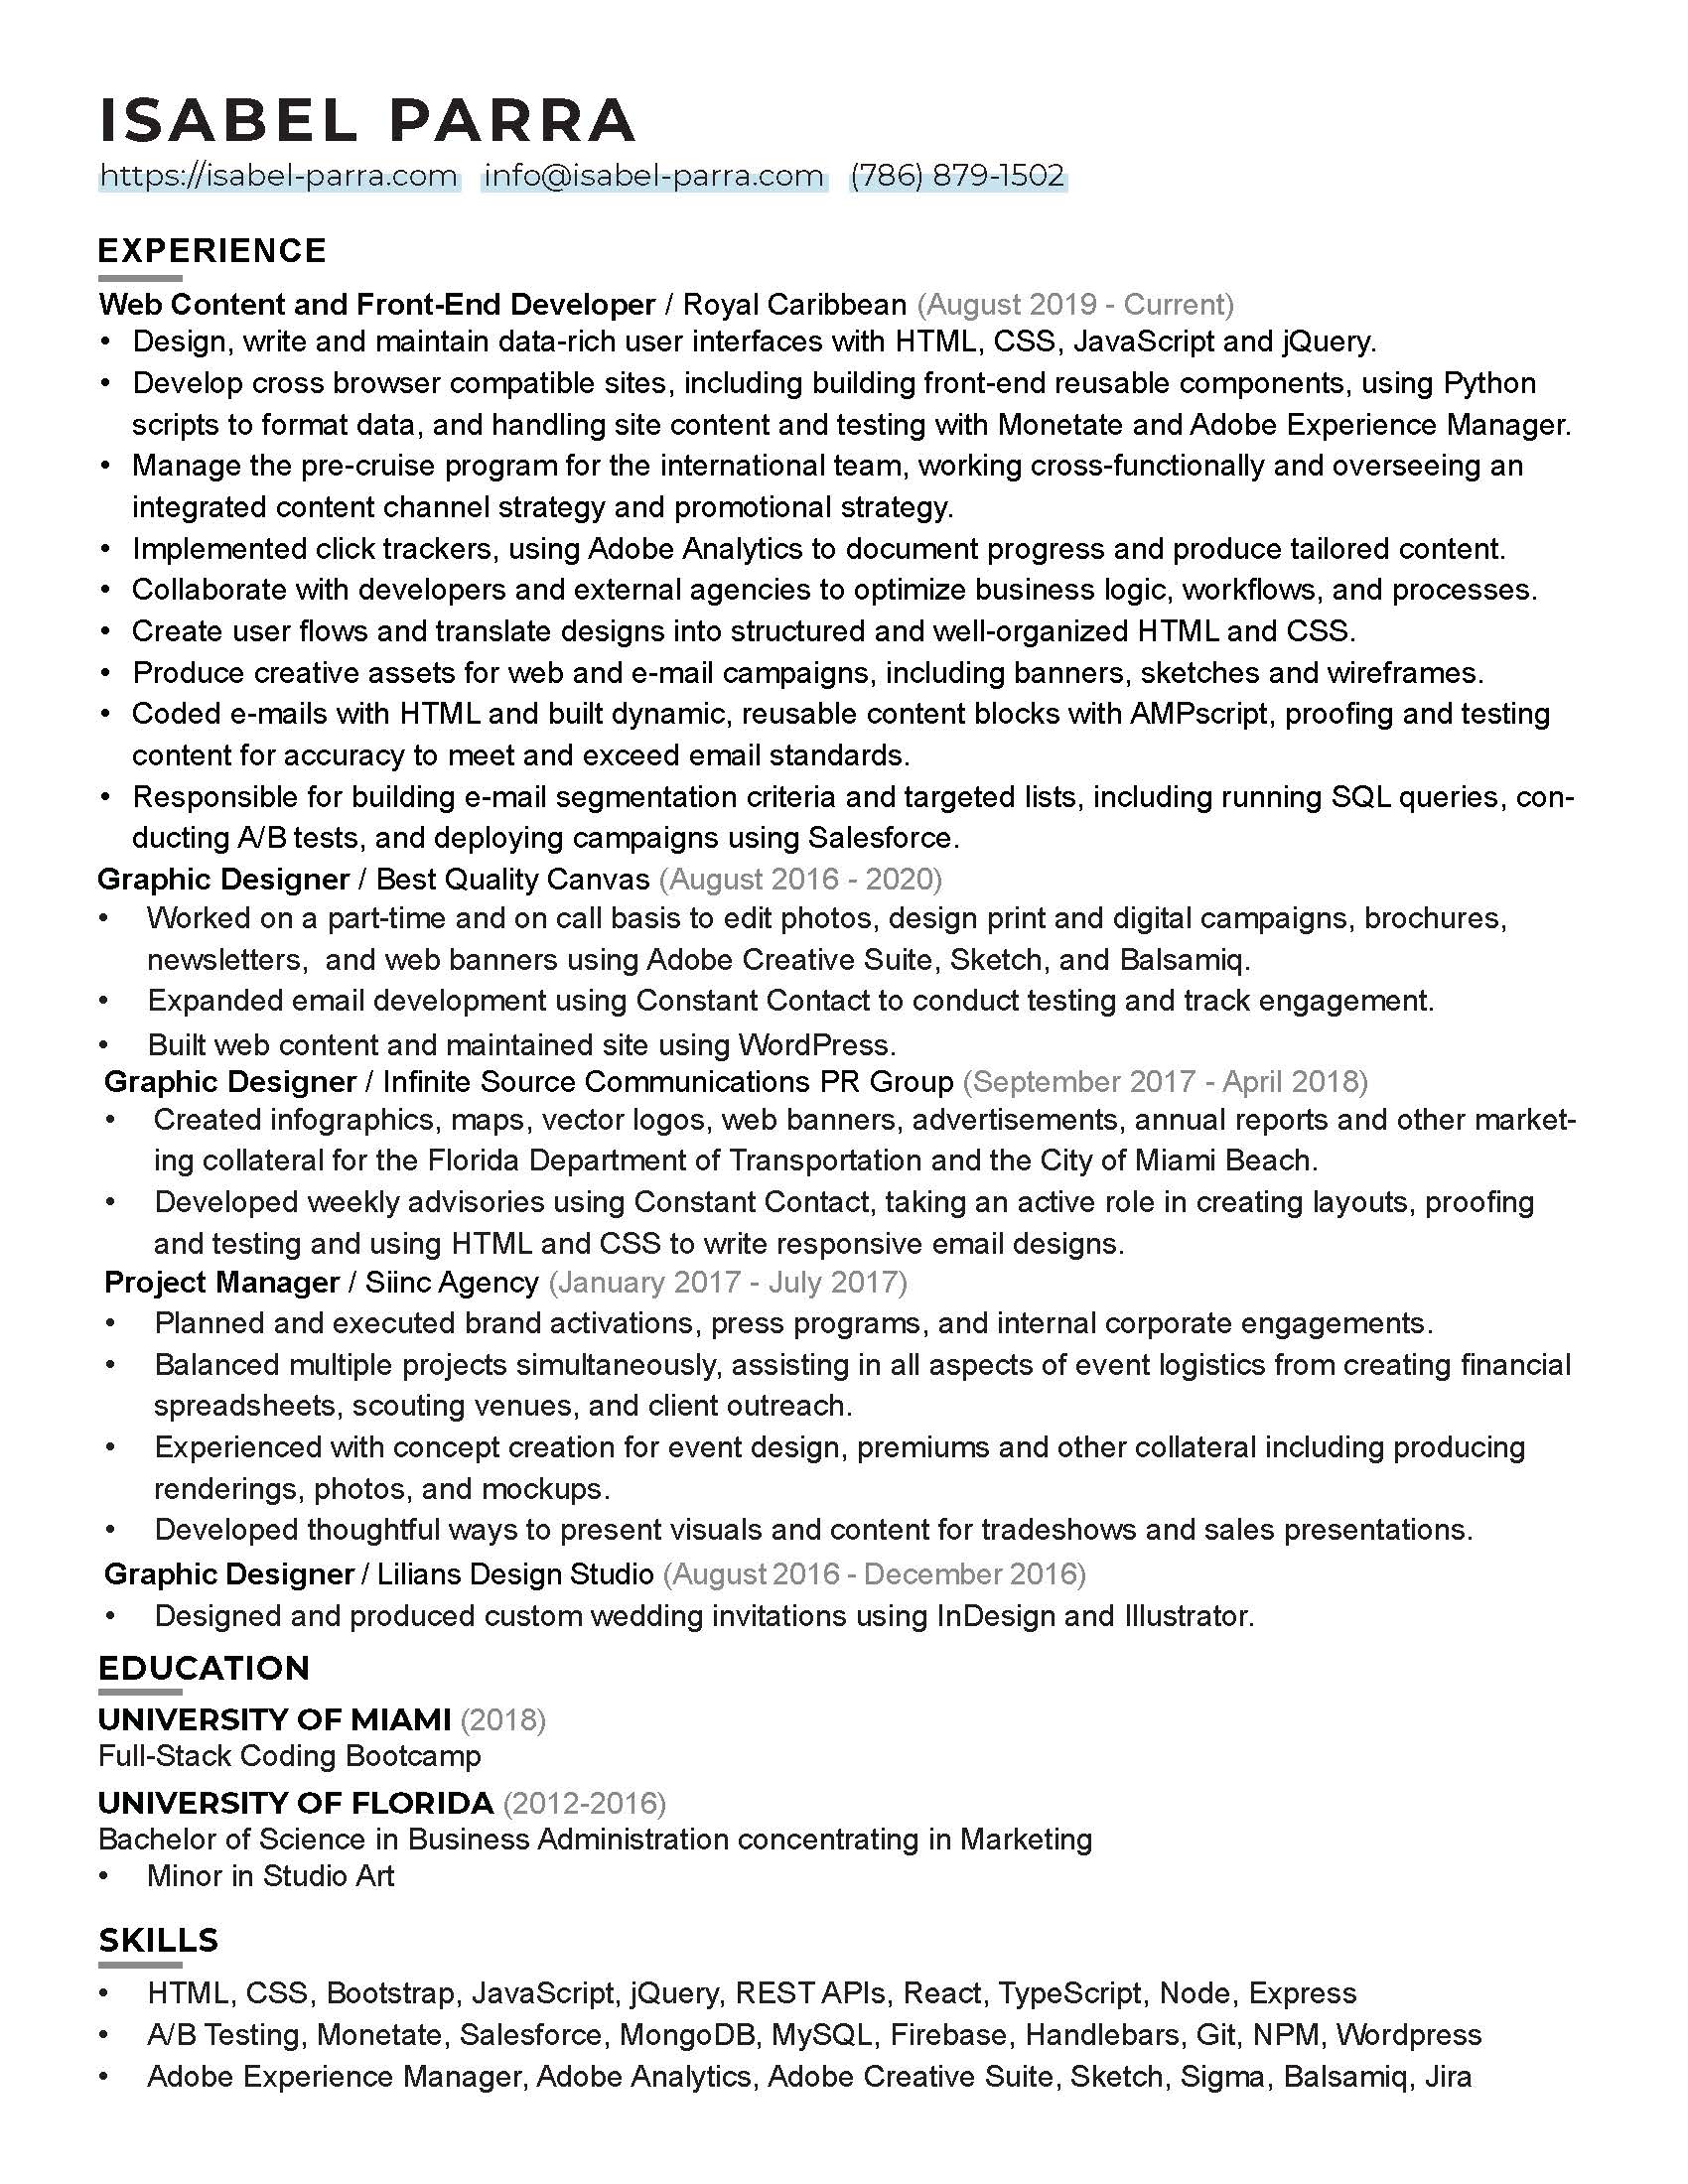 ISABEL PARRA
https://isabel-parra.com info@isabel-parra.com (786) 879-1502
EXPERIENCE
Web Content and Front-End Developer / Royal Caribbean (August 2019 - Current)
• Design, write and maintain data-rich user interfaces with HTML, CSS, JavaScript and jQuery.
• Develop cross browser compatible sites, including building front-end reusable components, using Python
scripts to format data, and handling site content and testing with Monetate and Adobe Experience Manager.
• Manage the pre-cruise program for the international team, working cross-functionally and overseeing an
integrated content channel strategy and promotional strategy.
• Implemented click trackers, using Adobe Analytics to document progress and produce tailored content.
• Collaborate with developers and external agencies to optimize business logic, workflows, and processes.
• Create user flows and translate designs into structured and well-organized HTML and CSS.
• Produce creative assets for web and e-mail campaigns, including banners, sketches and wireframes.
• Coded e-mails with HTML and built dynamic, reusable content blocks with AMPscript, proofing and testing
content for accuracy to meet and exceed email standards.
• Responsible for building e-mail segmentation criteria and targeted lists, including running SQL queries, con-
ducting A/B tests, and deploying campaigns using Salesforce.
Graphic Designer / Best Quality Canvas (August 2016 - 2020)
• Worked on a part-time and on call basis to edit photos, design print and digital campaigns, brochures,
newsletters, and web banners using Adobe Creative Suite, Sketch, and Balsamiq.
• Expanded email development using Constant Contact to conduct testing and track engagement.
• Built web content and maintained site using WordPress.
Graphic Designer / Infinite Source Communications PR Group (September 2017 - April 2018)
• Created infographics, maps, vector logos, web banners, advertisements, annual reports and other market-
ing collateral for the Florida Department of Transportation and the City of Miami Beach.
• Developed weekly advisories using Constant Contact, taking an active role in creating layouts, proofing
and testing and using HTML and CSS to write responsive email designs.
Project Manager / Siinc Agency (January 2017 - July 2017)
• Planned and executed brand activations, press programs, and internal corporate engagements.
• Balanced multiple projects simultaneously, assisting in all aspects of event logistics from creating financial
spreadsheets, scouting venues, and client outreach.
• Experienced with concept creation for event design, premiums and other collateral including producing
renderings, photos, and mockups.
• Developed thoughtful ways to present visuals and content for tradeshows and sales presentations.
Graphic Designer / Lilians Design Studio (August 2016 - December 2016)
• Designed and produced custom wedding invitations using InDesign and Illustrator.
EDUCATION
UNIVERSITY OF MIAMI (2018)
Full-Stack Coding Bootcamp
UNIVERSITY OF FLORIDA (2012-2016)
Bachelor of Science in Business Administration concentrating in Marketing
• Minor in Studio Art
SKILLS
• HTML, CSS, Bootstrap, JavaScript, jQuery, REST APIs, React, TypeScript, Node, Express
• A/B Testing, Monetate, Salesforce, MongoDB, MySQL, Firebase, Handlebars, Git, NPM, Wordpress
• Adobe Experience Manager, Adobe Analytics, Adobe Creative Suite, Sketch, Sigma, Balsamiq, Jira